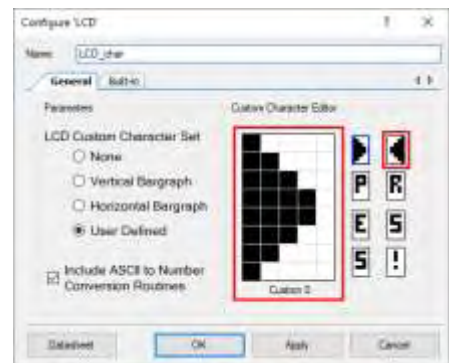 Configure 'LCD'
? ×
Name: LCD_char
General Built-in
Parameters
Custom Character Editor
LCD Custom Character Set
None
Vertical Bargraph
Horizontal Bargraph
User Defined
Include ASCII to Number
Conversion Routines
P R
E S
S !
Custom 0
Datasheet OK Apply Cancel